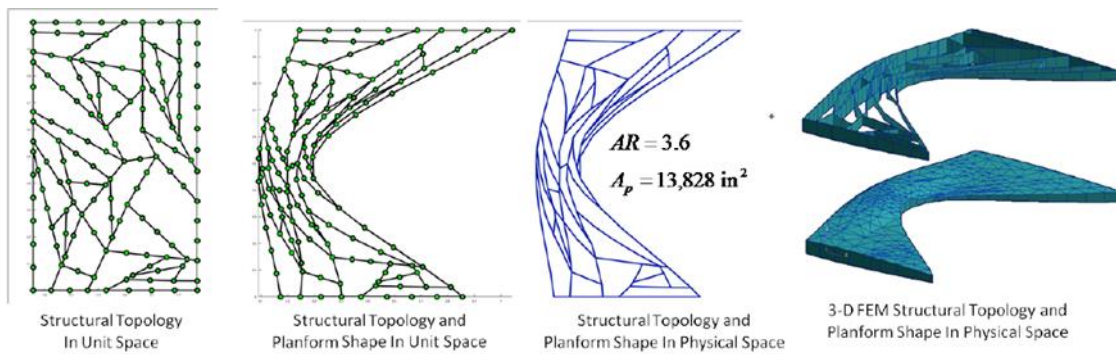 AR = 3.6
Aₚ = 13,828 in²
Structural Topology
In Unit Space
Structural Topology and
Planform Shape In Unit Space
Structural Topology and
Planform Shape In Physical Space
3-D FEM Structural Topology and
Planform Shape In Physical Space